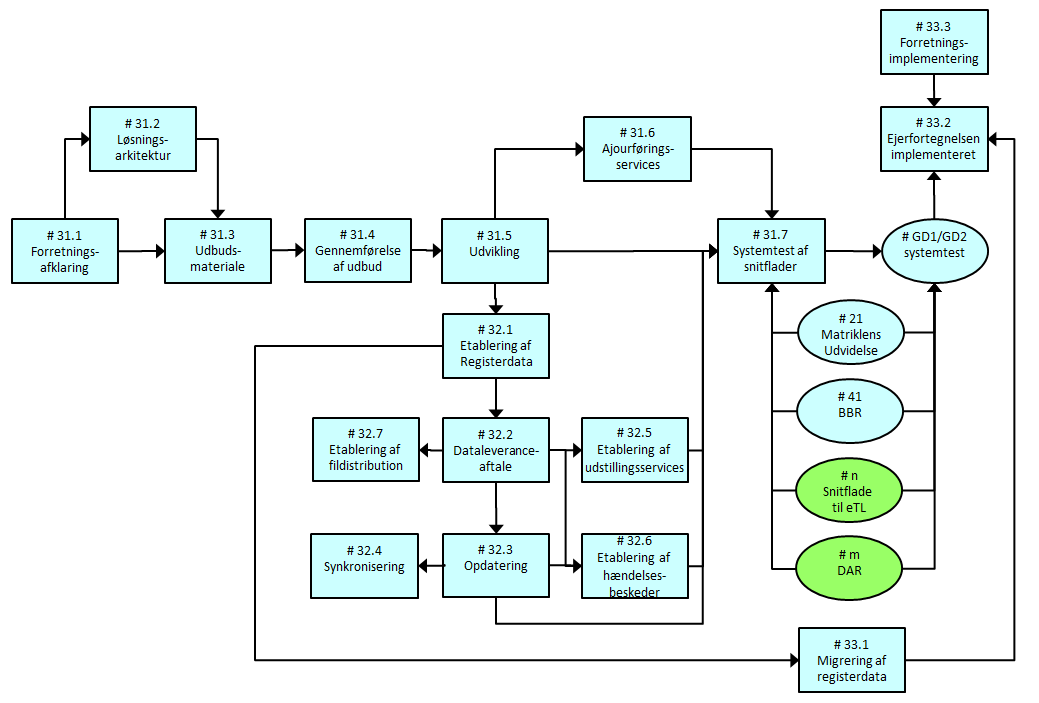 # 33.3
Forretnings-
implementering
# 31.2
Løsnings-
arkitektur
# 31.6
Ajourførings-
services
# 33.2
Ejerfortegnelsen
implementeret
# 31.1
Forretnings-
afklaring
# 31.3
Udbuds-
materiale
# 31.4
Gennemførelse
af udbud
# 31.5
Udvikling
# 31.7
Systemtest af
snitflader
# GD1/GD2
systemtest
# 32.1
Etablering af
Registerdata
# 21
Matriklens
Udvidelse
# 41
BBR
# 32.7
Etablering af
fildistribution
# 32.2
Dataleverance-
aftale
# 32.5
Etablering af
udstillingsservices
# n
Snitflade
til eTL
# 32.4
Synkronisering
# 32.3
Opdatering
# 32.6
Etablering af
hændelses-
beskeder
# m
DAR
# 33.1
Migrering af
registerdata